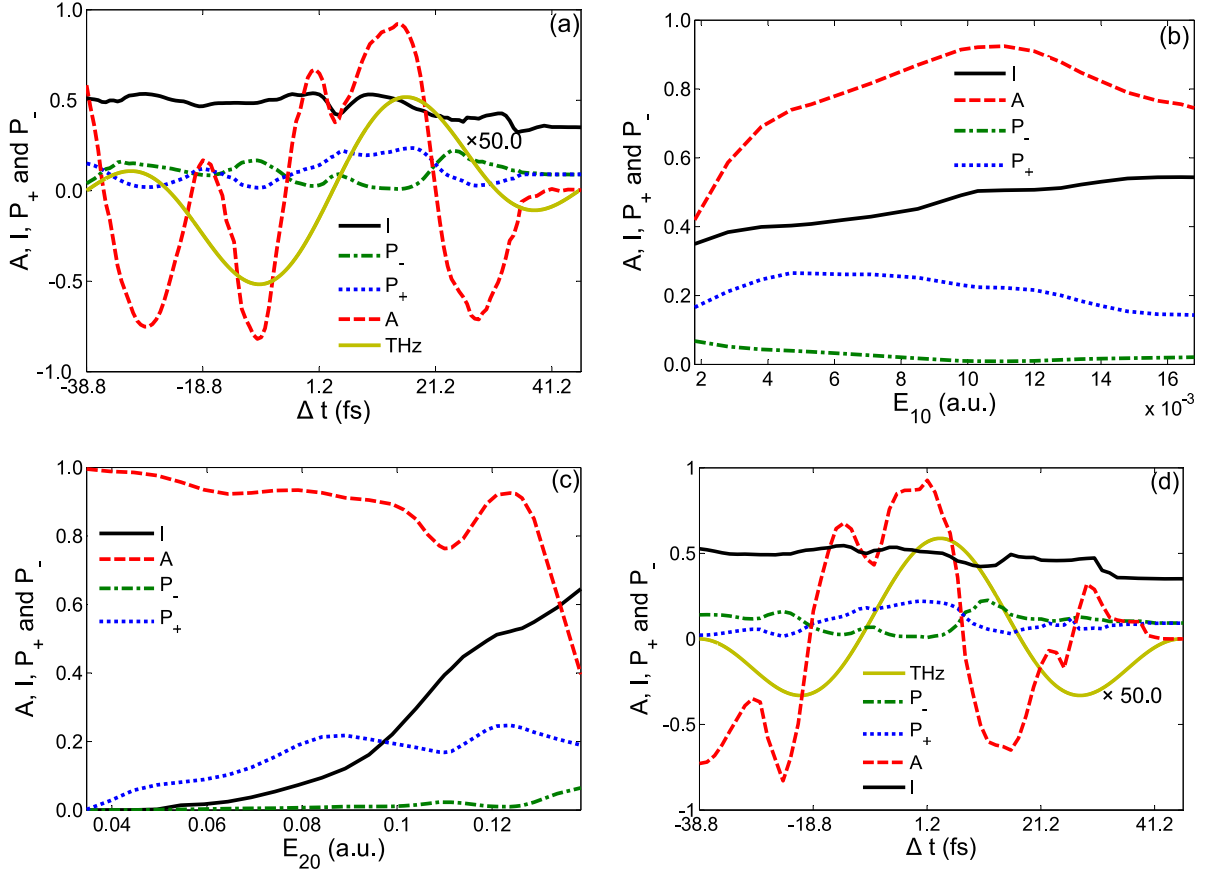 (a)
A, I, P+ and P-
1.0
0.5
0.0
-0.5
-1.0
×50.0
I
P-
P+
A
THz
-38.8 -18.8 1.2 21.2 41.2
Δ t (fs)
(b)
A, I, P+ and P-
1.0
0.8
0.6
0.4
0.2
0.0
I
A
P-
P+
2 4 6 8 10 12 14 16
E10 (a.u.)
× 10-3
(c)
A, I, P+ and P-
1.0
0.8
0.6
0.4
0.2
0.0
I
A
P-
P+
0.04 0.06 0.08 0.1 0.12
E20 (a.u.)
(d)
A, I, P+ and P-
1
0.5
0
-0.5
-1
× 50.0
THz
P-
P+
A
I
-38.8 -18.8 1.2 21.2 41.2
Δ t (fs)